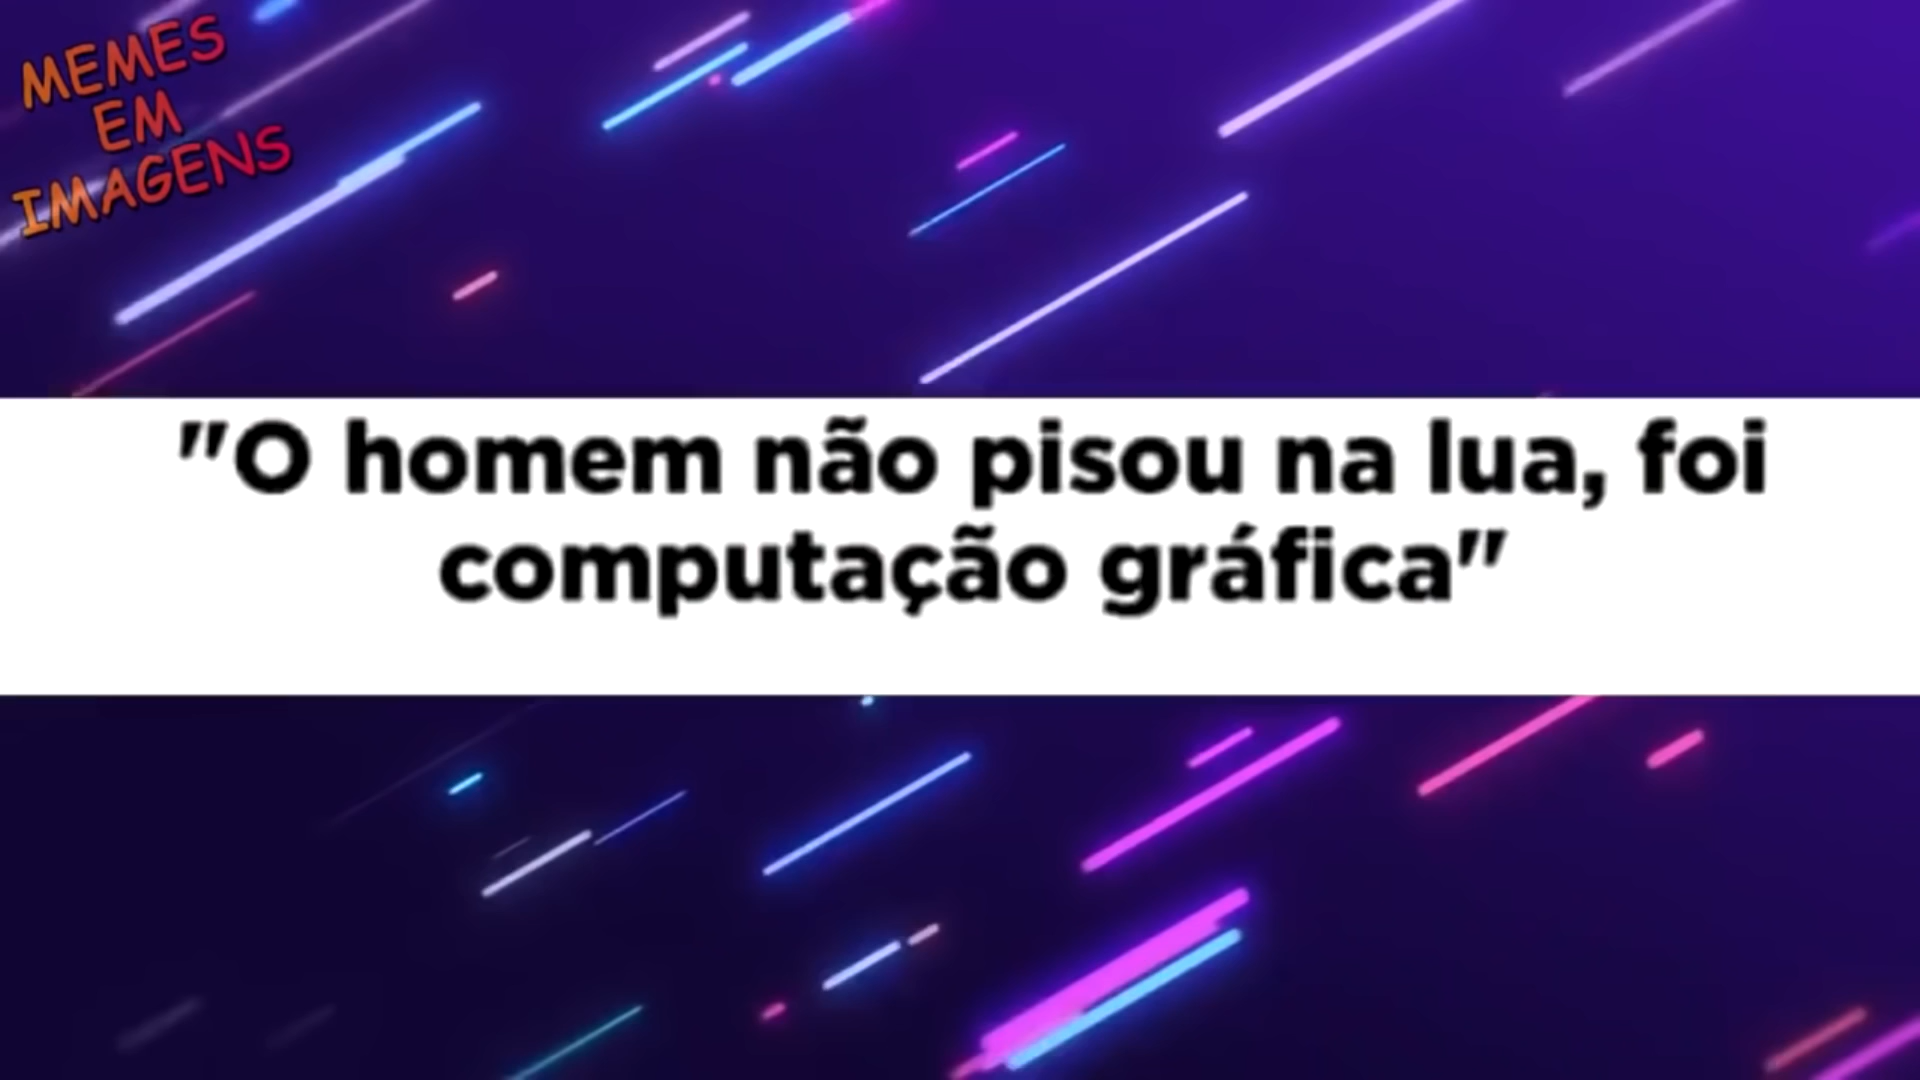 MEMES
EM
IMAGENS
"O homem não pisou na lua, foi
computação gráfica"